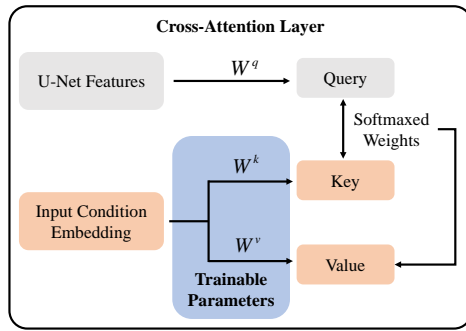 Cross-Attention Layer
U-Net Features
W^q
Query
Softmaxed
Weights
W^k
Key
Input Condition
Embedding
W^v
Value
Trainable
Parameters